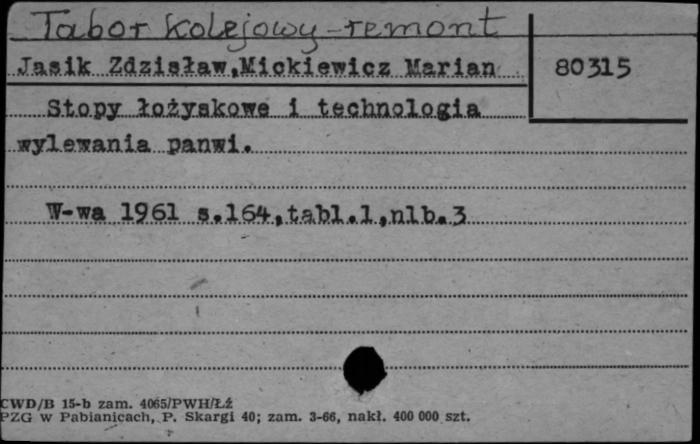 Tabor kolejowy - remont
Jasik Zdzisław,Mickiewicz Marian
80315
Stopy łożyskowe i technologia
wylewania panwi.
W-wa 1961 s.164,tabl.1,nlb.3
CWD/B 15-b zam. 4065/PWH/Łź
PZG w Pabianicach, P. Skargi 40; zam. 3-66, nakł. 400 000 szt.